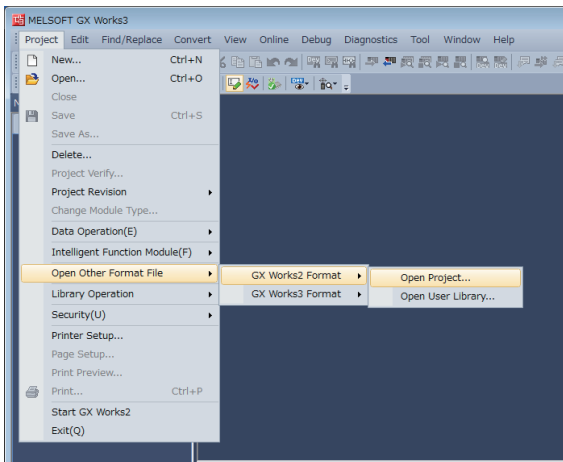 MELSOFT GX Works3
Project Edit Find/Replace Convert View Online Debug Diagnostics Tool Window Help
New... Ctrl+N
Open... Ctrl+O
Close
Save Ctrl+S
Save As...
Delete...
Project Verify...
Project Revision
Change Module Type...
Data Operation(E)
Intelligent Function Module(F)
Open Other Format File GX Works2 Format Open Project...
Library Operation GX Works3 Format Open User Library...
Security(U)
Printer Setup...
Page Setup...
Print Preview...
Print... Ctrl+P
Start GX Works2
Exit(Q)